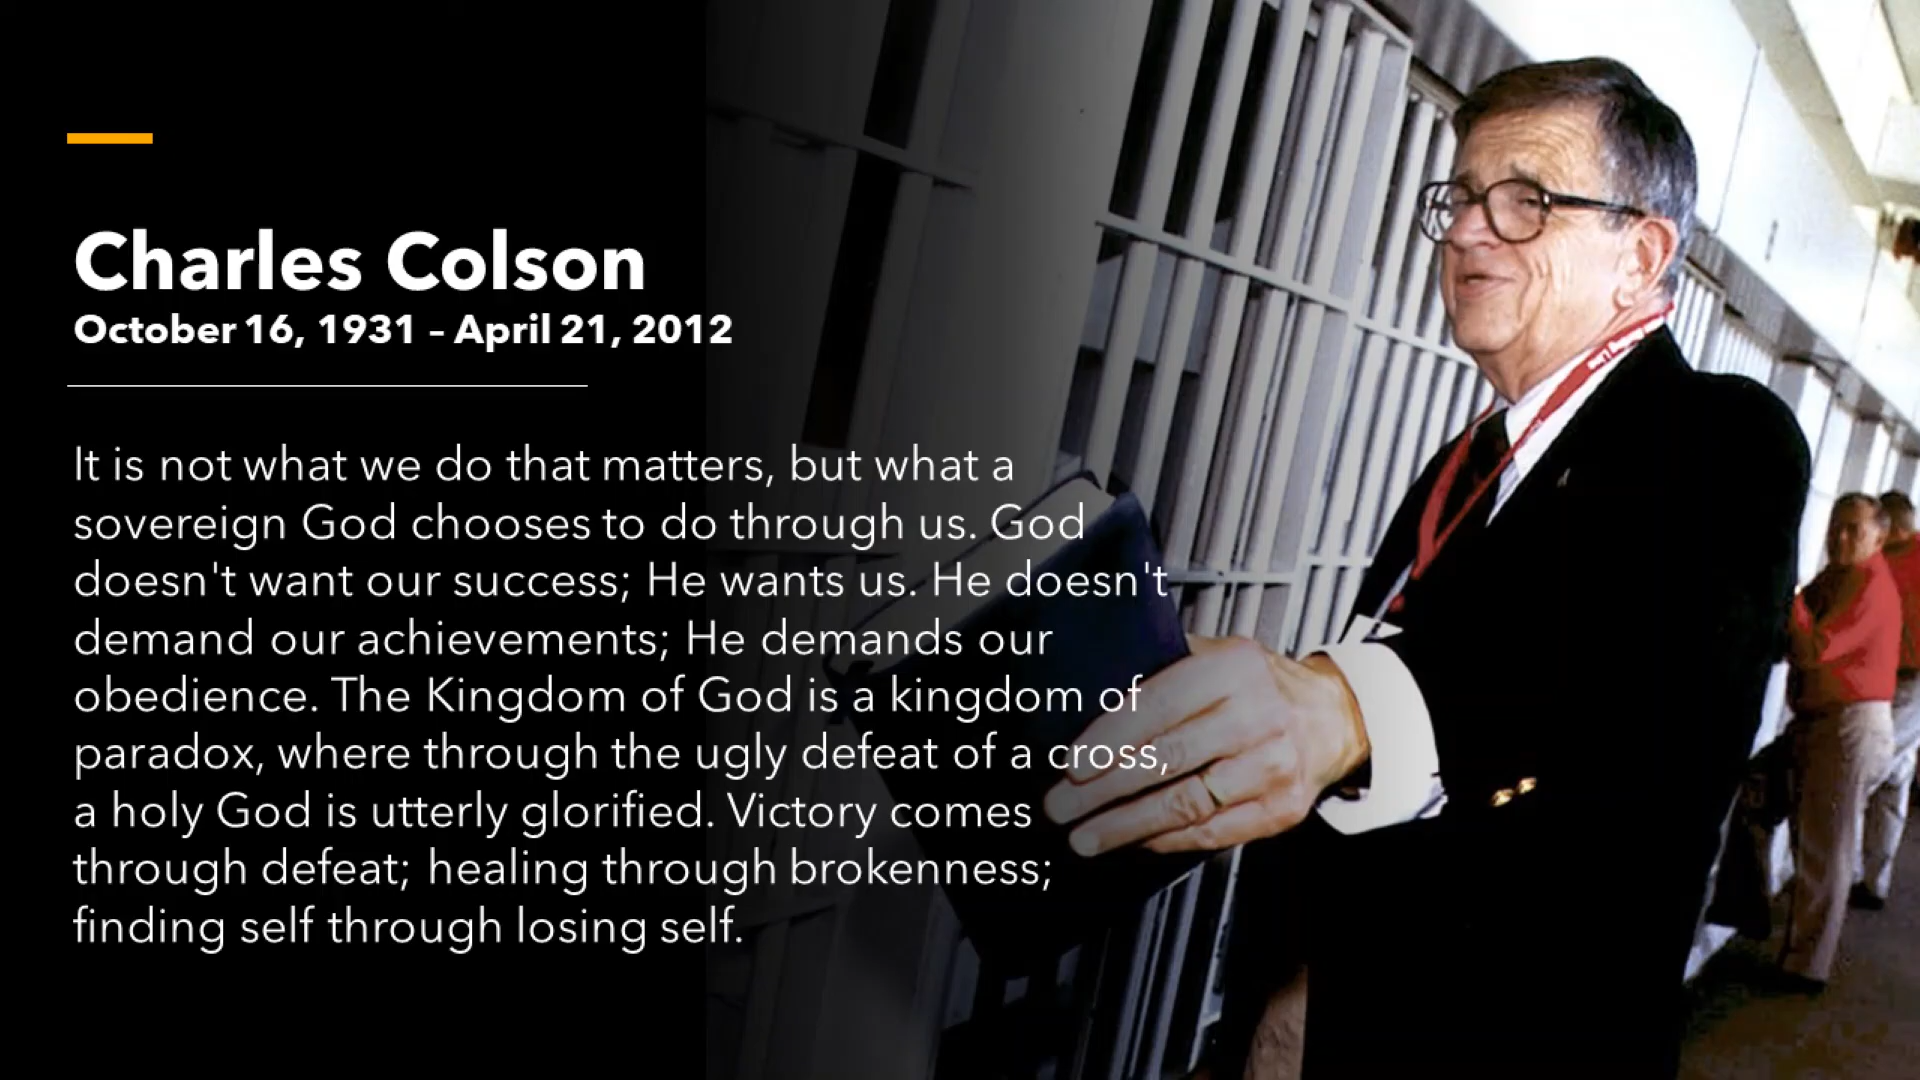 Charles Colson
October 16, 1931 – April 21, 2012
It is not what we do that matters, but what a
sovereign God chooses to do through us. God
doesn't want our success; He wants us. He doesn't
demand our achievements; He demands our
obedience. The Kingdom of God is a kingdom of
paradox, where through the ugly defeat of a cross,
a holy God is utterly glorified. Victory comes
through defeat; healing through brokenness;
finding self through losing self.